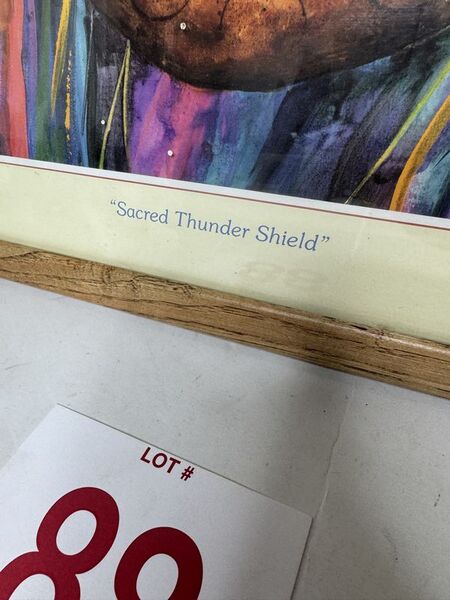 “Sacred Thunder Shield”
LOT #